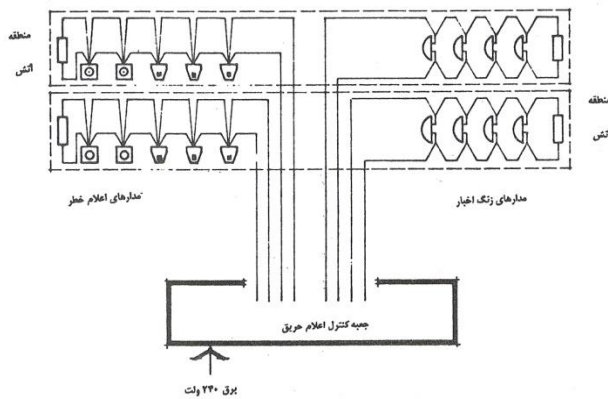 منطقه
آتش
منطقه
آتش
مدارهای اعلام خطر
مدارهای زنگ اخبار
جعبه کنترل اعلام حریق
برق ۲۴۰ ولت